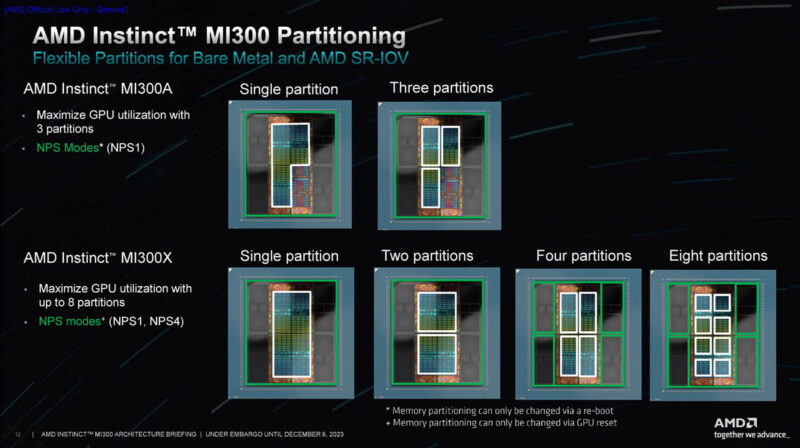 [AMD Official Use Only - General]
AMD Instinct™ MI300 Partitioning
Flexible Partitions for Bare Metal and AMD SR-IOV
AMD Instinct™ MI300A
Single partition
Three partitions
▪ Maximize GPU utilization with
3 partitions
▪ NPS Modes* (NPS1)
AMD Instinct™ MI300X
Single partition
Two partitions
Four partitions
Eight partitions
▪ Maximize GPU utilization with
up to 8 partitions
▪ NPS modes* (NPS1, NPS4)
* Memory partitioning can only be changed via a re-boot
+ Memory partitioning can only be changed via GPU reset
12 | AMD INSTINCT™ MI300 ARCHITECTURE BRIEFING | UNDER EMBARGO UNTIL DECEMBER 6, 2023
AMD
together we advance_